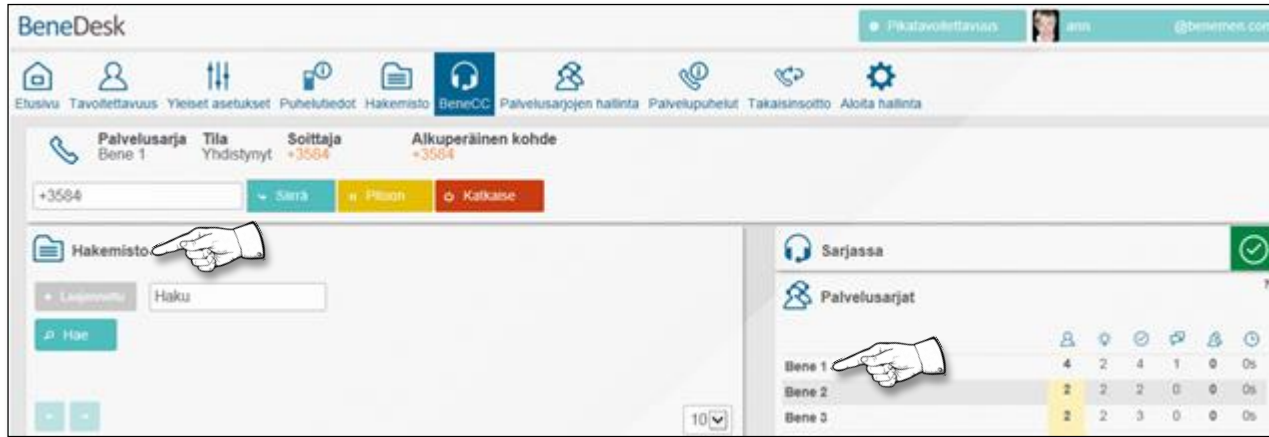 BeneDesk
Pikatavoitettavuus ann @benemen.com
Etusivu Tavoitettavuus Yleiset asetukset Puhelutiedot Hakemisto BeneCC Palvelusarjojen hallinta Palvelupuhelut Takaisinsoitto Aloita hallinta
Palvelusarja Tila Soittaja Alkuperäinen kohde
Bene 1 Yhdistynyt +3584 +3584
+3584 Siirrä Pitoon Katkaise
Hakemisto
Sarjassa
Laajennettu Haku
Palvelusarjat
?
Hae
Bene 1 4 2 4 1 0 0s
Bene 2 2 2 2 0 0 0s
10 Bene 3 2 2 3 0 0 0s